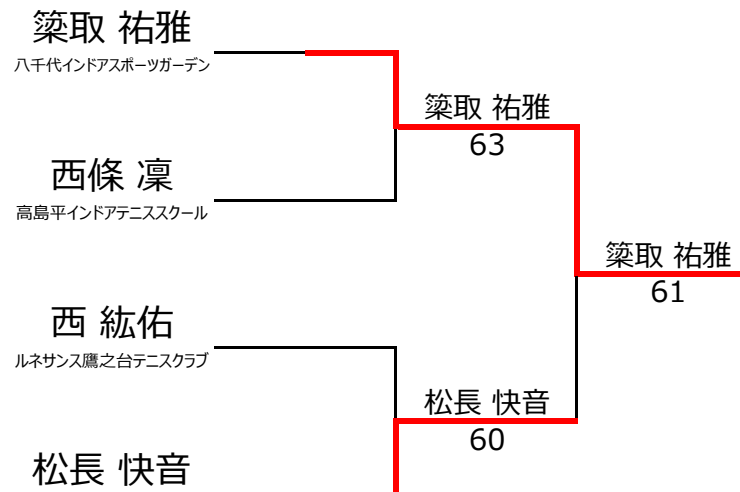 簗取 祐雅
八千代インドアスポーツガーデン
簗取 祐雅
63
西條 凜
高島平インドアテニススクール
簗取 祐雅
61
西 紘佑
ルネサンス鷹之台テニスクラブ
松長 快音
60
松長 快音